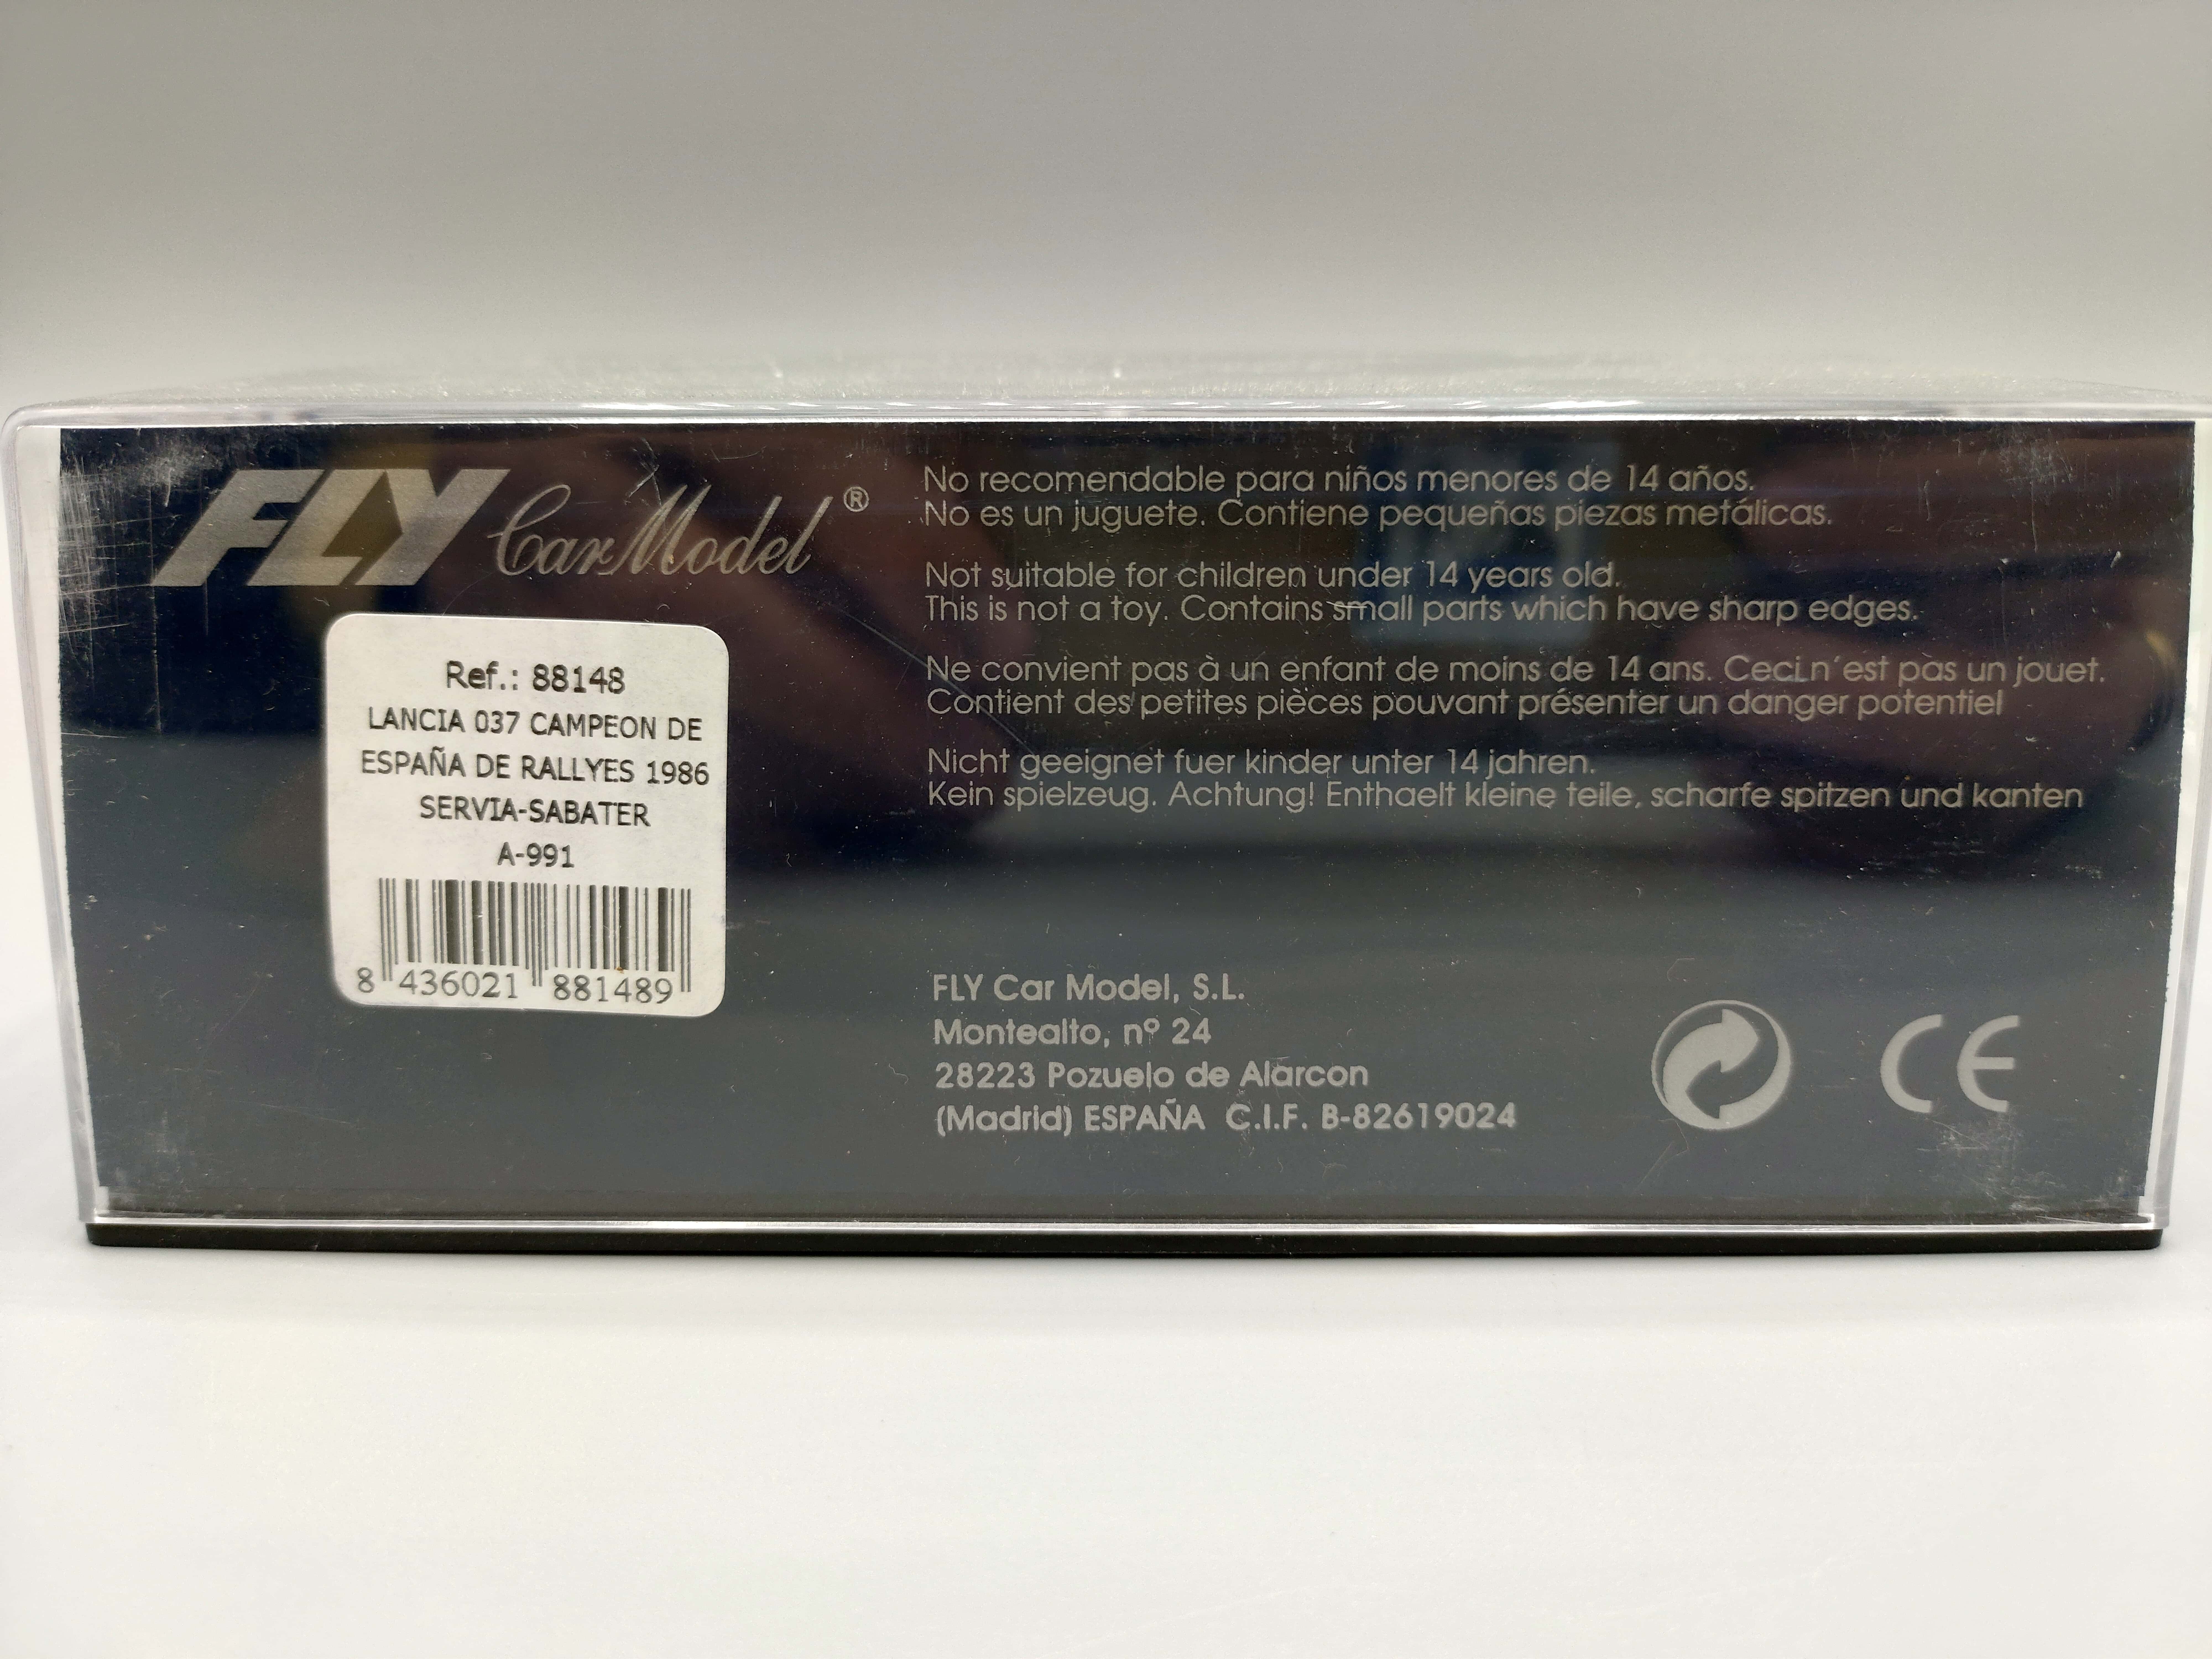 FLY Car Model ®
Ref.: 88148
LANCIA 037 CAMPEON DE
ESPAÑA DE RALLYES 1986
SERVIA-SABATER
A-991
8 436021 881489
No recomendable para niños menores de 14 años.
No es un juguete. Contiene pequeñas piezas metálicas.
Not suitable for children under 14 years old.
This is not a toy. Contains small parts which have sharp edges.
Ne convient pas à un enfant de moins de 14 ans. Ceci n'est pas un jouet.
Contient des petites pièces pouvant présenter un danger potentiel
Nicht geeignet fuer kinder unter 14 jahren.
Kein spielzeug. Achtung! Enthaelt kleine teile, scharfe spitzen und kanten
FLY Car Model, S.L.
Montealto, nº 24
28223 Pozuelo de Alarcon
(Madrid) ESPAÑA C.I.F. B-82619024
CE